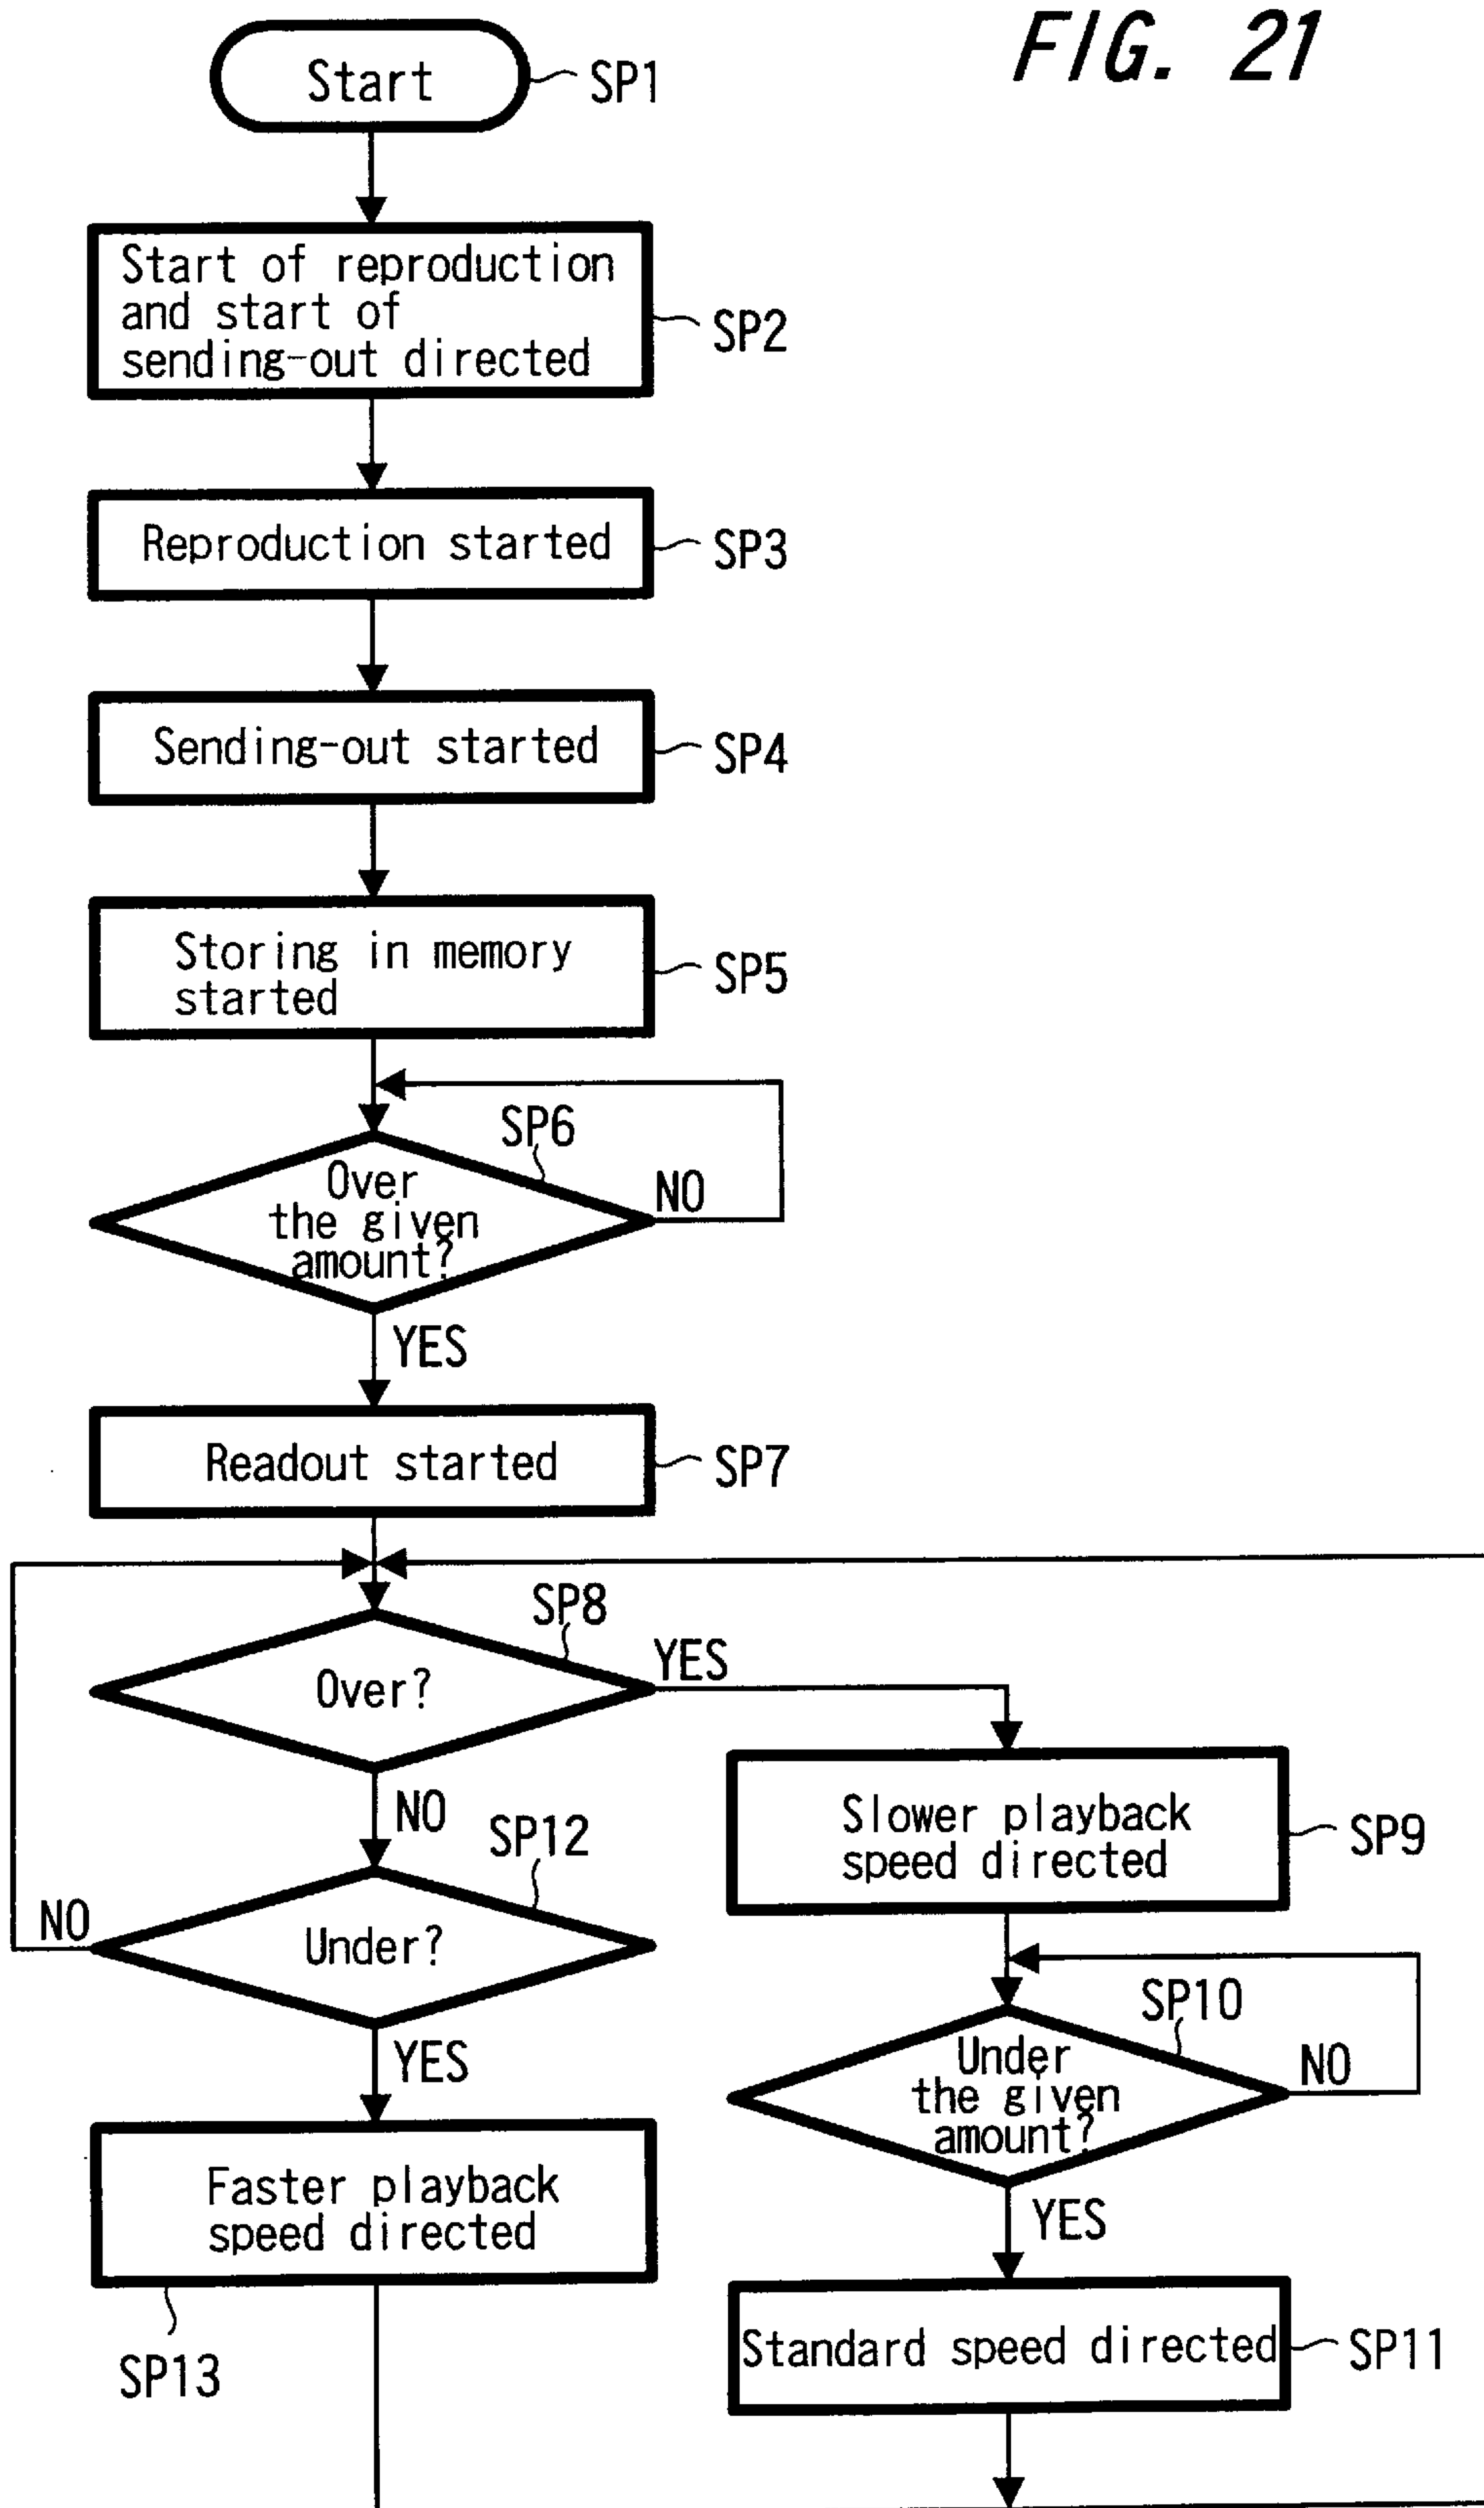 FIG. 21
Start
SP1
Start of reproduction
and start of
sending-out directed
SP2
Reproduction started
SP3
Sending-out started
SP4
Storing in memory
started
SP5
SP6
Over
the given
amount?
NO
YES
Readout started
SP7
SP8
Over?
YES
NO
Slower playback
speed directed
SP9
SP12
Under?
NO
YES
SP10
Under
the given
amount?
NO
YES
Faster playback
speed directed
SP13
Standard speed directed
SP11